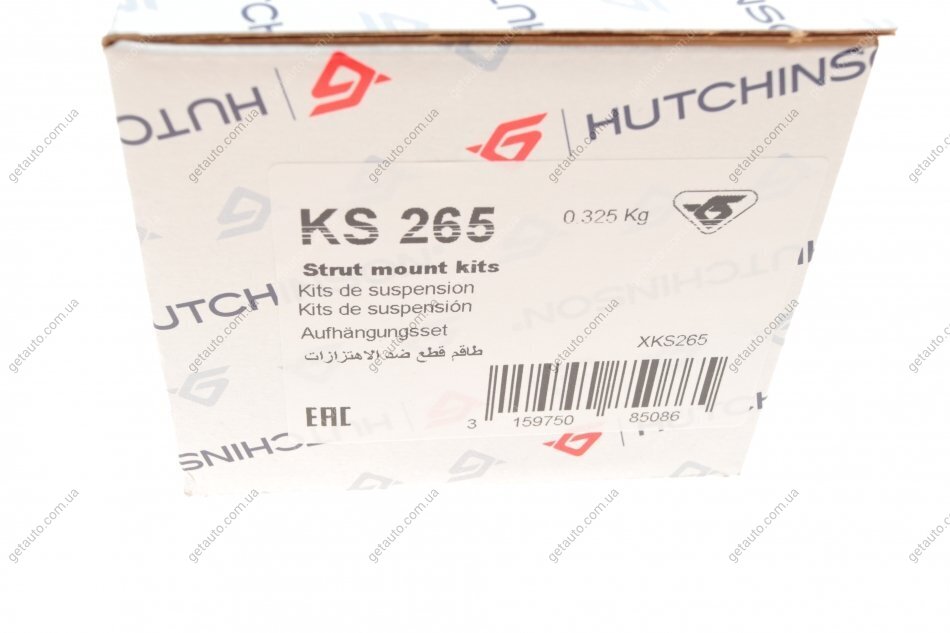 HUTCHINSON
KS 265
0.325 Kg
Strut mount kits
Kits de suspension
Kits de suspensión
Aufhängungsset
طاقم قطع ضد الاهتزازات
XKS265
EAC
3 159750 85086
HUTCHINSON
getauto.com.ua